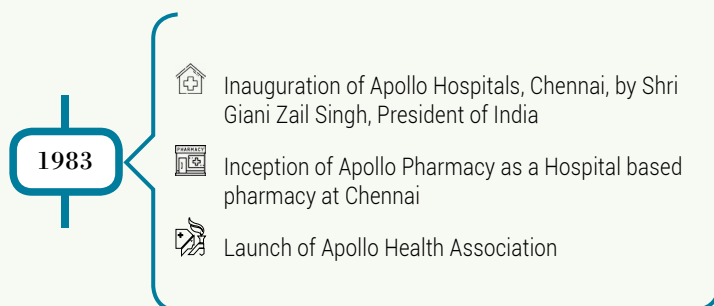 1983
Inauguration of Apollo Hospitals, Chennai, by Shri
Giani Zail Singh, President of India
PHARMACY
Inception of Apollo Pharmacy as a Hospital based
pharmacy at Chennai
Launch of Apollo Health Association